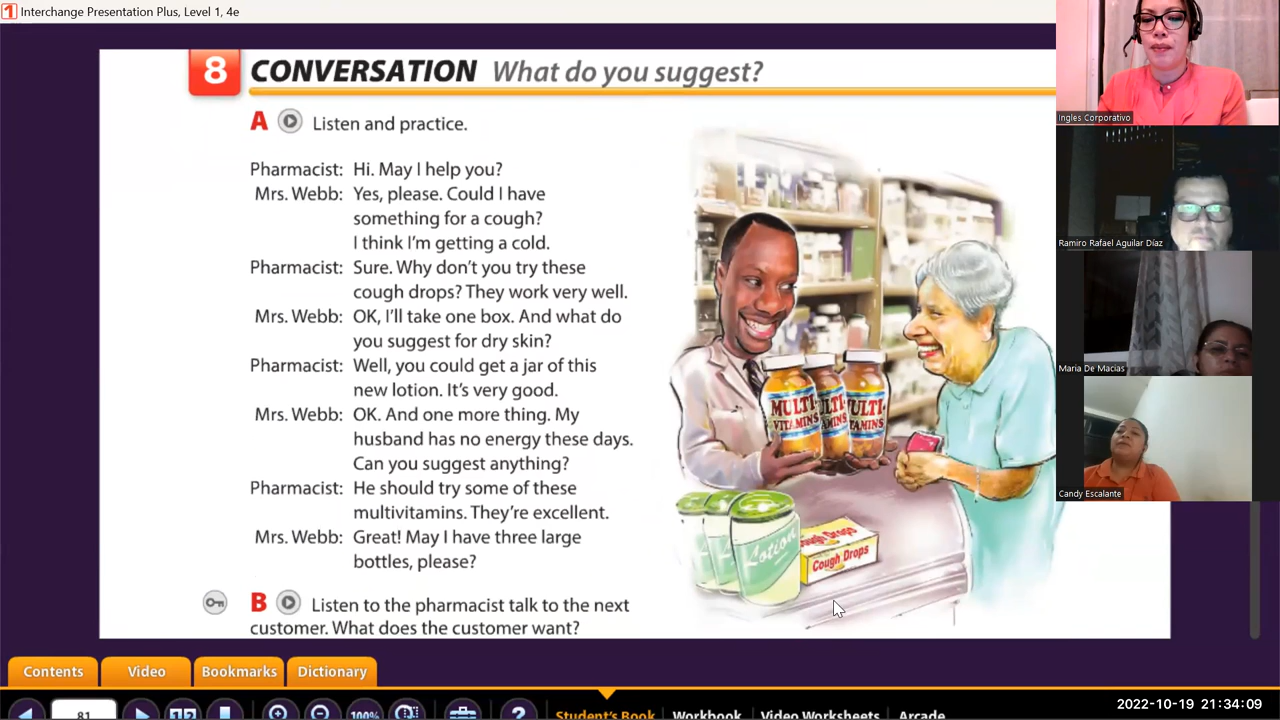 Interchange Presentation Plus, Level 1, 4e
8 CONVERSATION What do you suggest?
A Listen and practice.
Pharmacist: Hi. May I help you?
Mrs. Webb: Yes, please. Could I have
something for a cough?
I think I'm getting a cold.
Pharmacist: Sure. Why don't you try these
cough drops? They work very well.
Mrs. Webb: OK, I'll take one box. And what do
you suggest for dry skin?
Pharmacist: Well, you could get a jar of this
new lotion. It's very good.
Mrs. Webb: OK. And one more thing. My
husband has no energy these days.
Can you suggest anything?
Pharmacist: He should try some of these
multivitamins. They're excellent.
Mrs. Webb: Great! May I have three large
bottles, please?
B Listen to the pharmacist talk to the next
customer. What does the customer want?
MULTI-
VITAMINS
MULTI-
VITAMINS
Lotion
Cough Drops
Cough Drops
Ingles Corporativo
Ramiro Rafael Aguilar Díaz
Maria De Macias
Candy Escalante
Contents Video Bookmarks Dictionary
81
100%
?
Student's Book Workbook Video Worksheets Arcade
2022-10-19 21:34:09